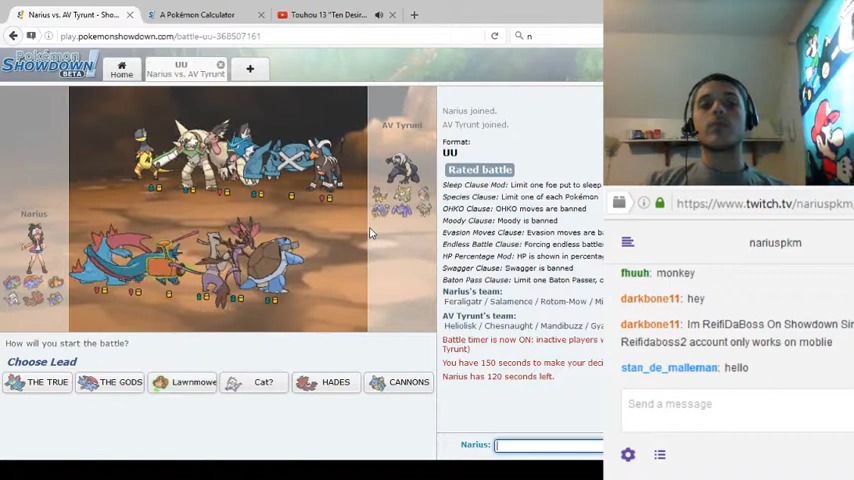 Narius vs. AV Tyrunt - Sho...
A Pokémon Calculator
Touhou 13 "Ten Desir...
play.pokemonshowdown.com/battle-uu-368507161
n
Pokémon
SHOWDOWN
BETA
Home
UU
Narius vs. AV Tyrunt
Narius joined.
AV Tyrunt joined.
Format:
UU
Rated battle
Sleep Clause Mod: Limit one foe put to sleep
Species Clause: Limit one of each Pokémon
OHKO Clause: OHKO moves are banned
Moody Clause: Moody is banned
Evasion Moves Clause: Evasion moves are b
Endless Battle Clause: Forcing endless battl
HP Percentage Mod: HP is shown in percen
Swagger Clause: Swagger is banned
Baton Pass Clause: Limit one Baton Passer, c
Narius's team:
Feraligatr / Salamence / Rotom-Mow / Mi
AV Tyrunt's team:
Heliolisk / Chesnaught / Mandibuzz / Gya
Battle timer is now ON: inactive players w
Tyrunt)
You have 150 seconds to make your deci
Narius has 120 seconds left.
AV Tyrunt
Narius
How will you start the battle?
Choose Lead
THE TRUE
THE GODS
Lawnmowe
Cat?
HADES
CANNONS
Narius:
https://www.twitch.tv/nariuspkm/
nariuspkm
fhuuh: monkey
darkbone11: hey
darkbone11: Im ReifiDaBoss On Showdown Sir
Reifidaboss2 account only works on moblie
stan_de_malleman: hello
Send a message